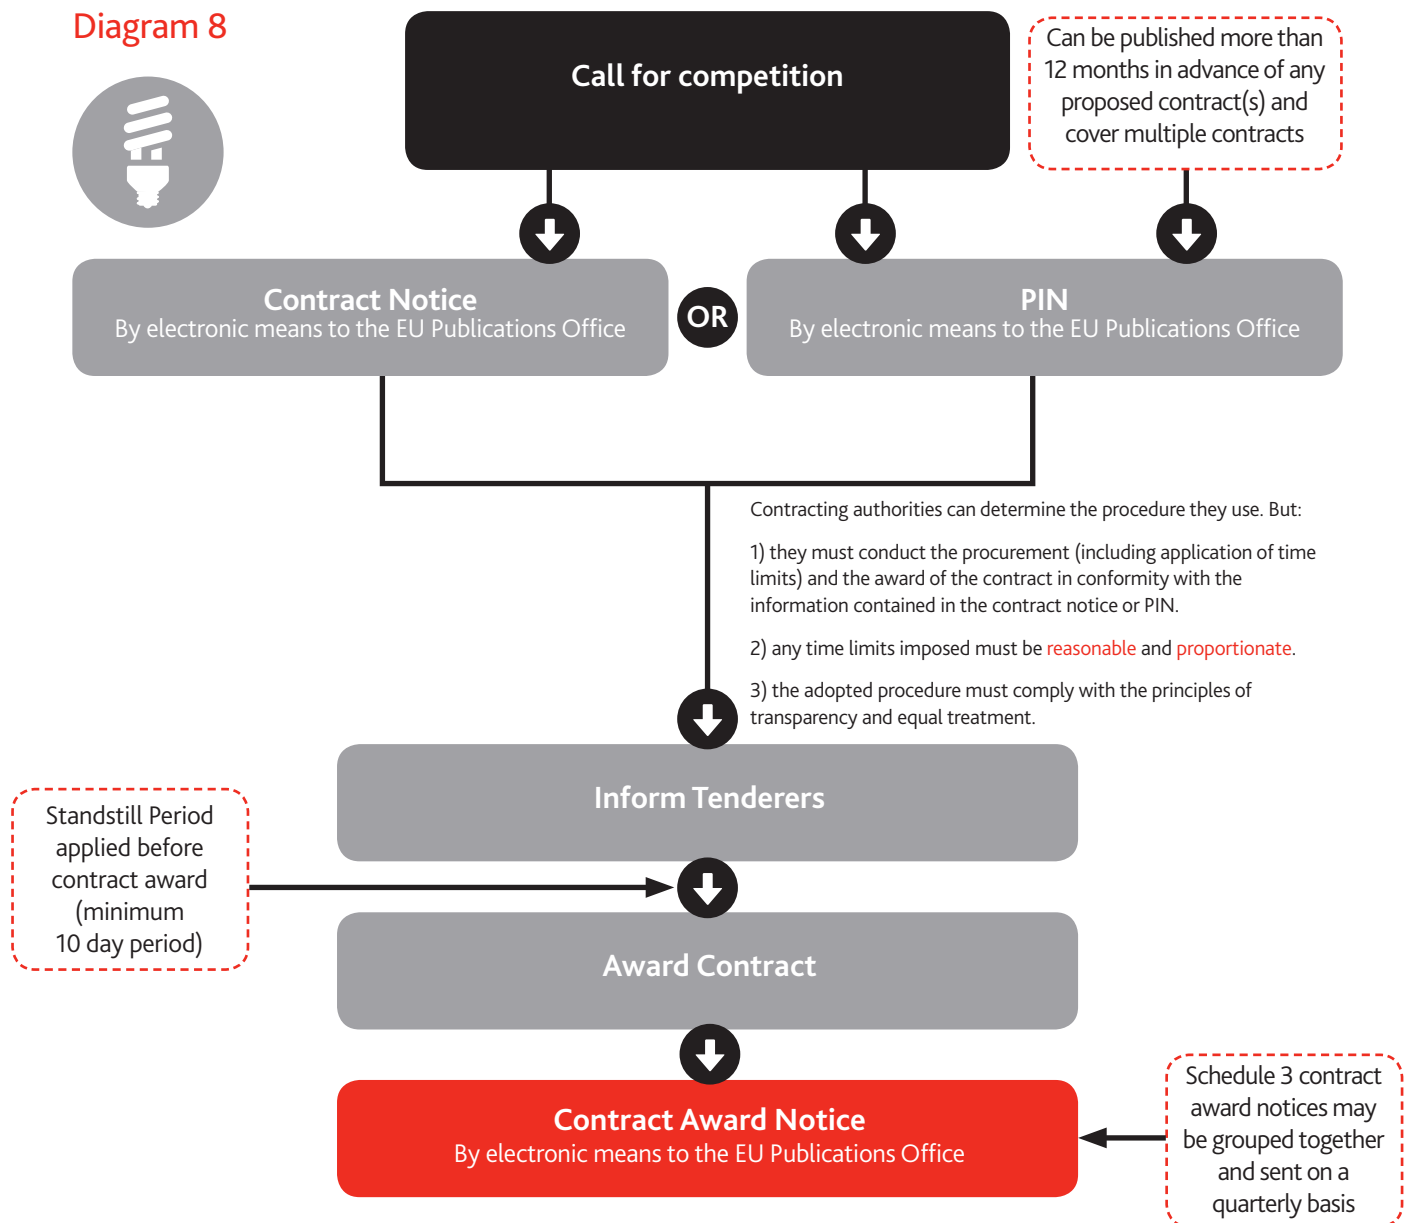 Diagram 8
Call for competition
Can be published more than
12 months in advance of any
proposed contract(s) and
cover multiple contracts
Contract Notice
By electronic means to the EU Publications Office
OR
PIN
By electronic means to the EU Publications Office
Contracting authorities can determine the procedure they use. But:
1) they must conduct the procurement (including application of time
limits) and the award of the contract in conformity with the
information contained in the contract notice or PIN.
2) any time limits imposed must be reasonable and proportionate.
3) the adopted procedure must comply with the principles of
transparency and equal treatment.
Inform Tenderers
Standstill Period
applied before
contract award
(minimum
10 day period)
Award Contract
Contract Award Notice
By electronic means to the EU Publications Office
Schedule 3 contract
award notices may
be grouped together
and sent on a
quarterly basis